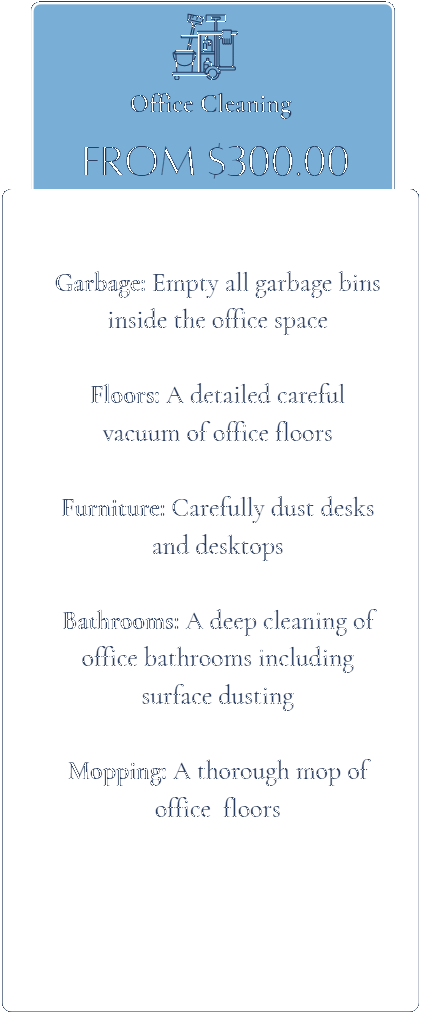 Office Cleaning
FROM $300.00
Garbage: Empty all garbage bins
inside the office space
Floors: A detailed careful
vacuum of office floors
Furniture: Carefully dust desks
and desktops
Bathrooms: A deep cleaning of
office bathrooms including
surface dusting
Mopping: A thorough mop of
office floors